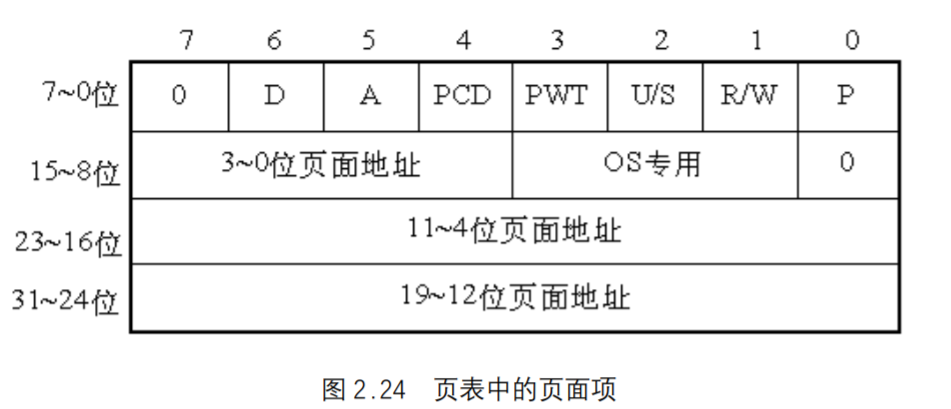 7 6 5 4 3 2 1 0
7~0位 0 D A PCD PWT U/S R/W P
15~8位 3~0位页面地址 OS专用 0
23~16位 11~4位页面地址
31~24位 19~12位页面地址
图 2.24 页表中的页面项